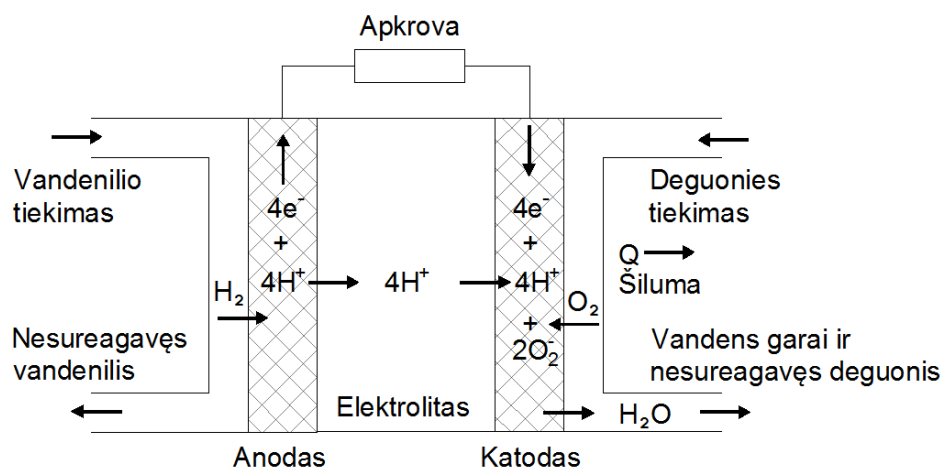 Apkrova
Vandenilio
tiekimas
Deguonies
tiekimas
4e⁻
+
4H⁺
4H⁺
4e⁻
+
4H⁺
+
2O₂⁻
H₂
O₂
Q
Šiluma
Nesureagavęs
vandenilis
Vandens garai ir
nesureagavęs deguonis
Elektrolitas
H₂O
Anodas
Katodas